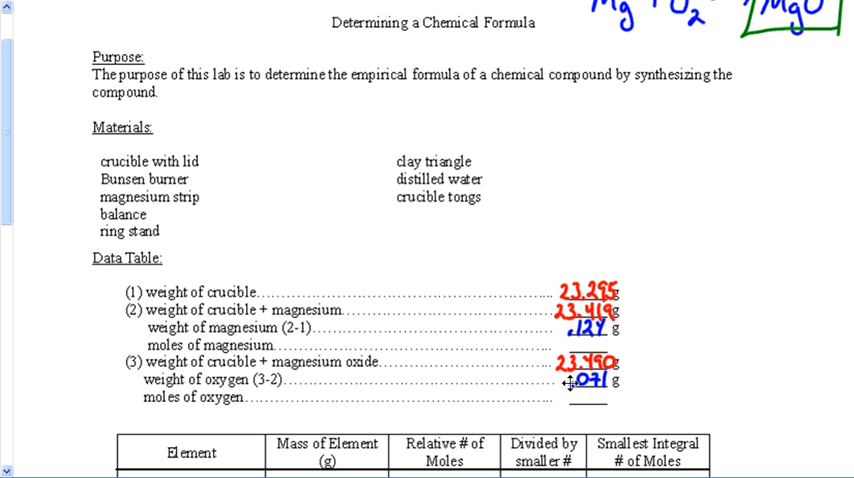 Mg + O2 → MgO
Determining a Chemical Formula
Purpose:
The purpose of this lab is to determine the empirical formula of a chemical compound by synthesizing the
compound.
Materials:
crucible with lid clay triangle
Bunsen burner distilled water
magnesium strip crucible tongs
balance
ring stand
Data Table:
(1) weight of crucible........ 23.295 g
(2) weight of crucible + magnesium........ 23.419 g
weight of magnesium (2-1)........ .124 g
moles of magnesium........ ______
(3) weight of crucible + magnesium oxide........ 23.490 g
weight of oxygen (3-2)........ .071 g
moles of oxygen........ ______
Element Mass of Element (g) Relative # of Moles Divided by smaller # Smallest Integral # of Moles